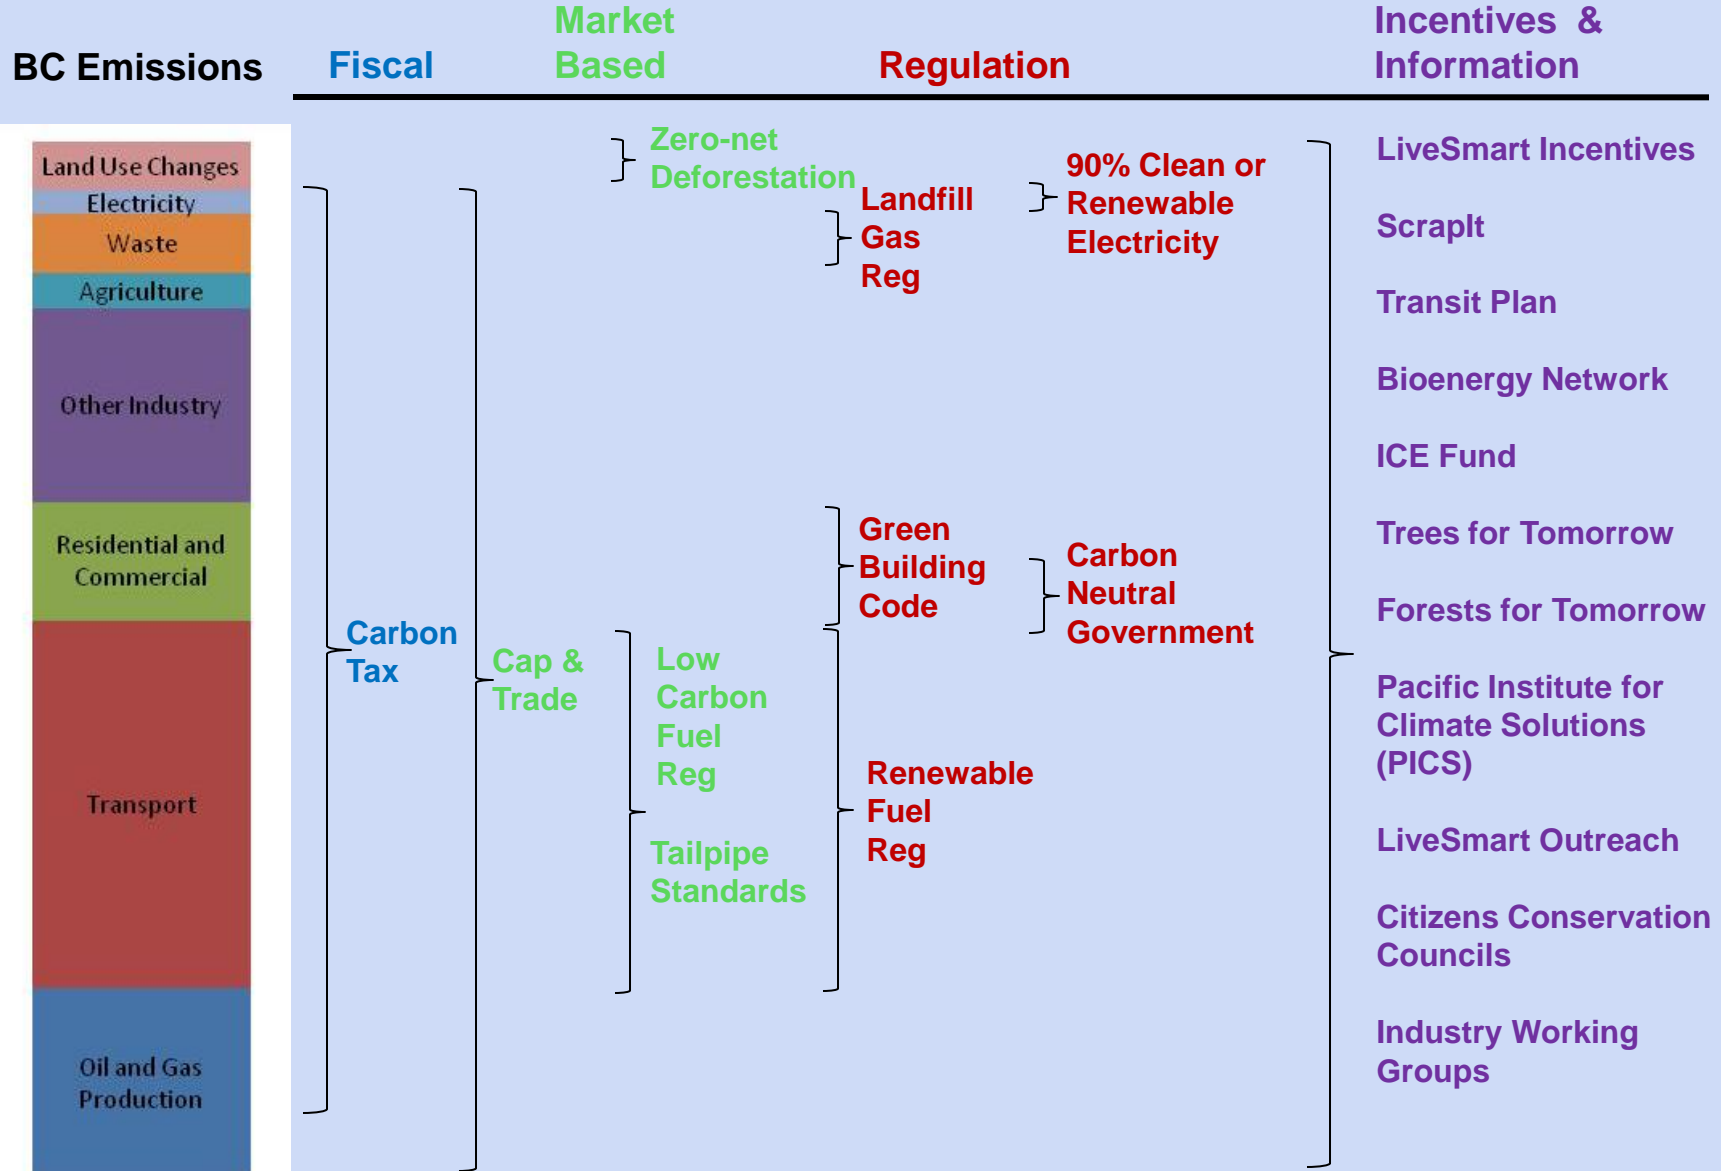 BC Emissions
Fiscal
Market
Based
Regulation
Incentives &
Information
Land Use Changes
Electricity
Waste
Agriculture
Other Industry
Residential and
Commercial
Transport
Oil and Gas
Production
Carbon
Tax
Cap &
Trade
Zero-net
Deforestation
Low
Carbon
Fuel
Reg
Tailpipe
Standards
Landfill
Gas
Reg
90% Clean or
Renewable
Electricity
Green
Building
Code
Carbon
Neutral
Government
Renewable
Fuel
Reg
LiveSmart Incentives
ScrapIt
Transit Plan
Bioenergy Network
ICE Fund
Trees for Tomorrow
Forests for Tomorrow
Pacific Institute for
Climate Solutions
(PICS)
LiveSmart Outreach
Citizens Conservation
Councils
Industry Working
Groups